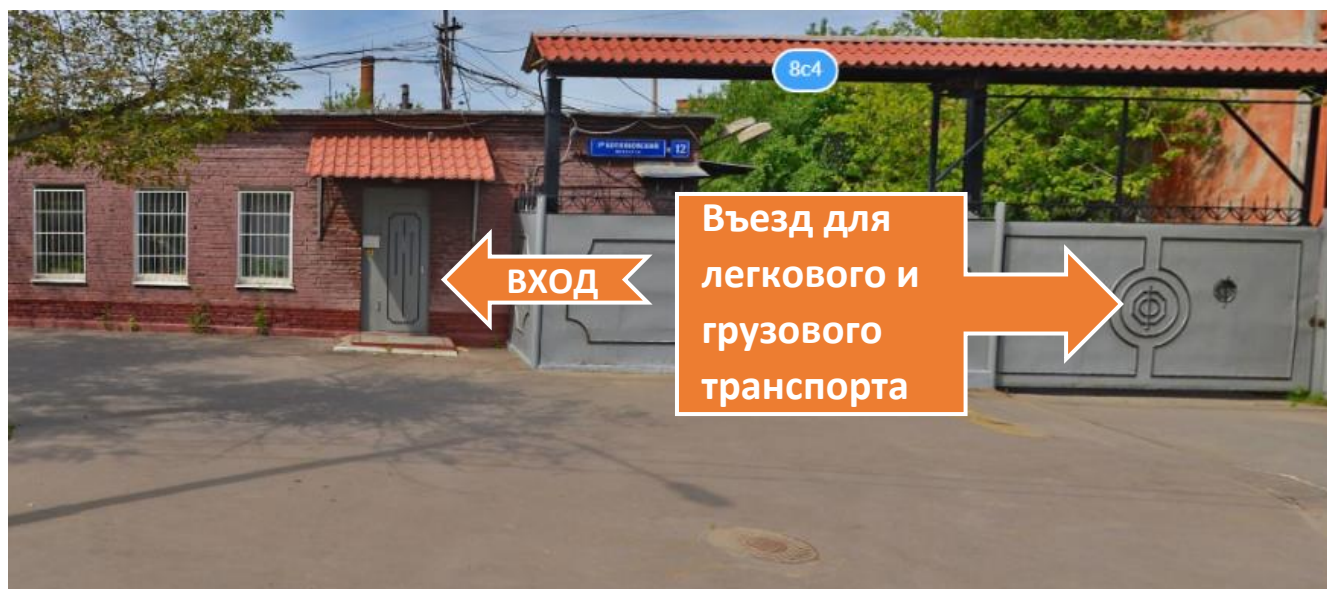 8с4
12
ВХОД
Въезд для
легкового и
грузового
транспорта